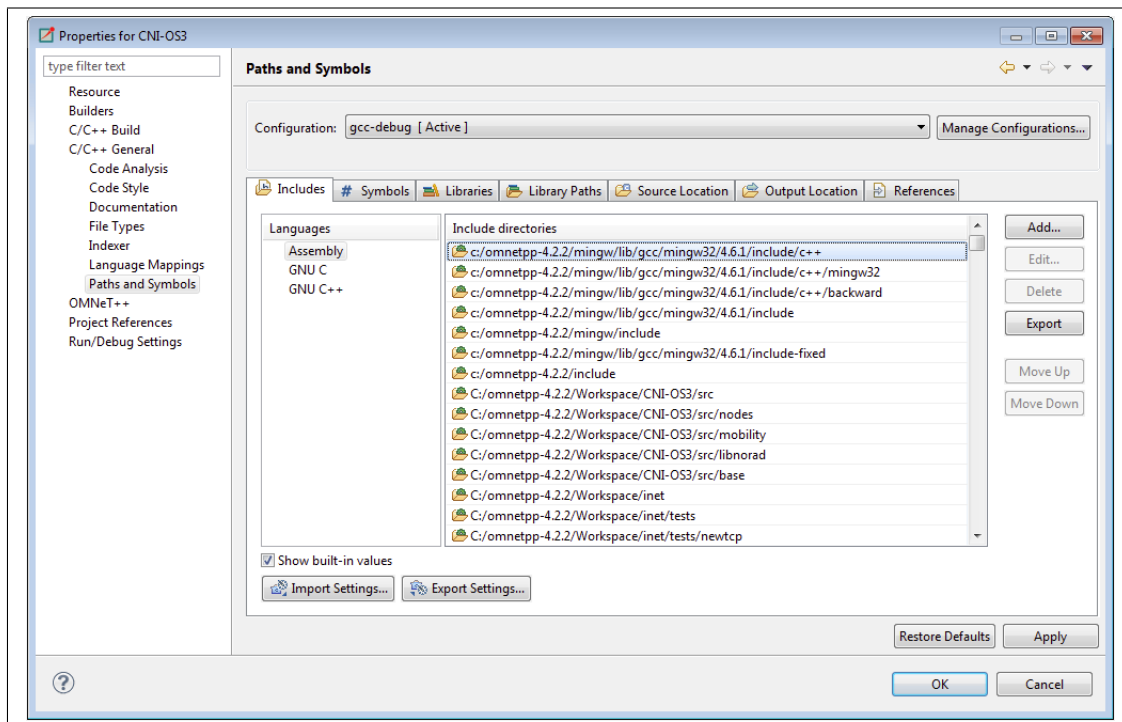 Properties for CNI-OS3
type filter text
Resource
Builders
C/C++ Build
C/C++ General
Code Analysis
Code Style
Documentation
File Types
Indexer
Language Mappings
Paths and Symbols
OMNeT++
Project References
Run/Debug Settings
Paths and Symbols
Configuration: gcc-debug [ Active ] Manage Configurations...
Includes # Symbols Libraries Library Paths Source Location Output Location References
Languages
Assembly
GNU C
GNU C++
Include directories
c:/omnetpp-4.2.2/mingw/lib/gcc/mingw32/4.6.1/include/c++
c:/omnetpp-4.2.2/mingw/lib/gcc/mingw32/4.6.1/include/c++/mingw32
c:/omnetpp-4.2.2/mingw/lib/gcc/mingw32/4.6.1/include/c++/backward
c:/omnetpp-4.2.2/mingw/lib/gcc/mingw32/4.6.1/include
c:/omnetpp-4.2.2/mingw/include
c:/omnetpp-4.2.2/mingw/lib/gcc/mingw32/4.6.1/include-fixed
c:/omnetpp-4.2.2/include
C:/omnetpp-4.2.2/Workspace/CNI-OS3/src
C:/omnetpp-4.2.2/Workspace/CNI-OS3/src/nodes
C:/omnetpp-4.2.2/Workspace/CNI-OS3/src/mobility
C:/omnetpp-4.2.2/Workspace/CNI-OS3/src/libnorad
C:/omnetpp-4.2.2/Workspace/CNI-OS3/src/base
C:/omnetpp-4.2.2/Workspace/inet
C:/omnetpp-4.2.2/Workspace/inet/tests
C:/omnetpp-4.2.2/Workspace/inet/tests/newtcp
Add...
Edit...
Delete
Export
Move Up
Move Down
Show built-in values
Import Settings... Export Settings...
Restore Defaults Apply
? OK Cancel